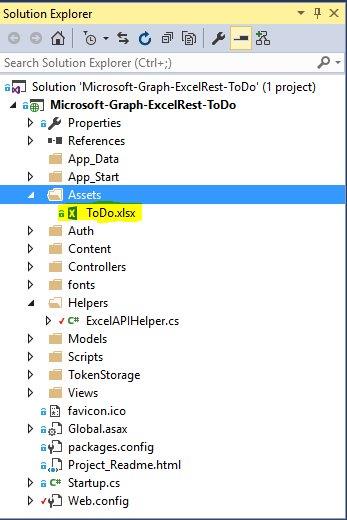 Solution Explorer
Search Solution Explorer (Ctrl+;)
Solution 'Microsoft-Graph-ExcelRest-ToDo' (1 project)
Microsoft-Graph-ExcelRest-ToDo
Properties
References
App_Data
App_Start
Assets
ToDo.xlsx
Auth
Content
Controllers
fonts
Helpers
C# ExcelAPIHelper.cs
Models
Scripts
TokenStorage
Views
favicon.ico
Global.asax
packages.config
Project_Readme.html
C# Startup.cs
Web.config